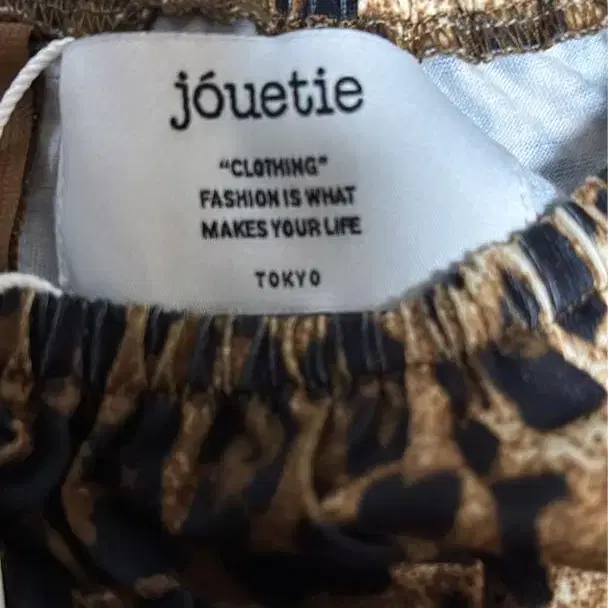 jóuetie
"CLOTHING"
FASHION IS WHAT
MAKES YOUR LIFE
TOKYO